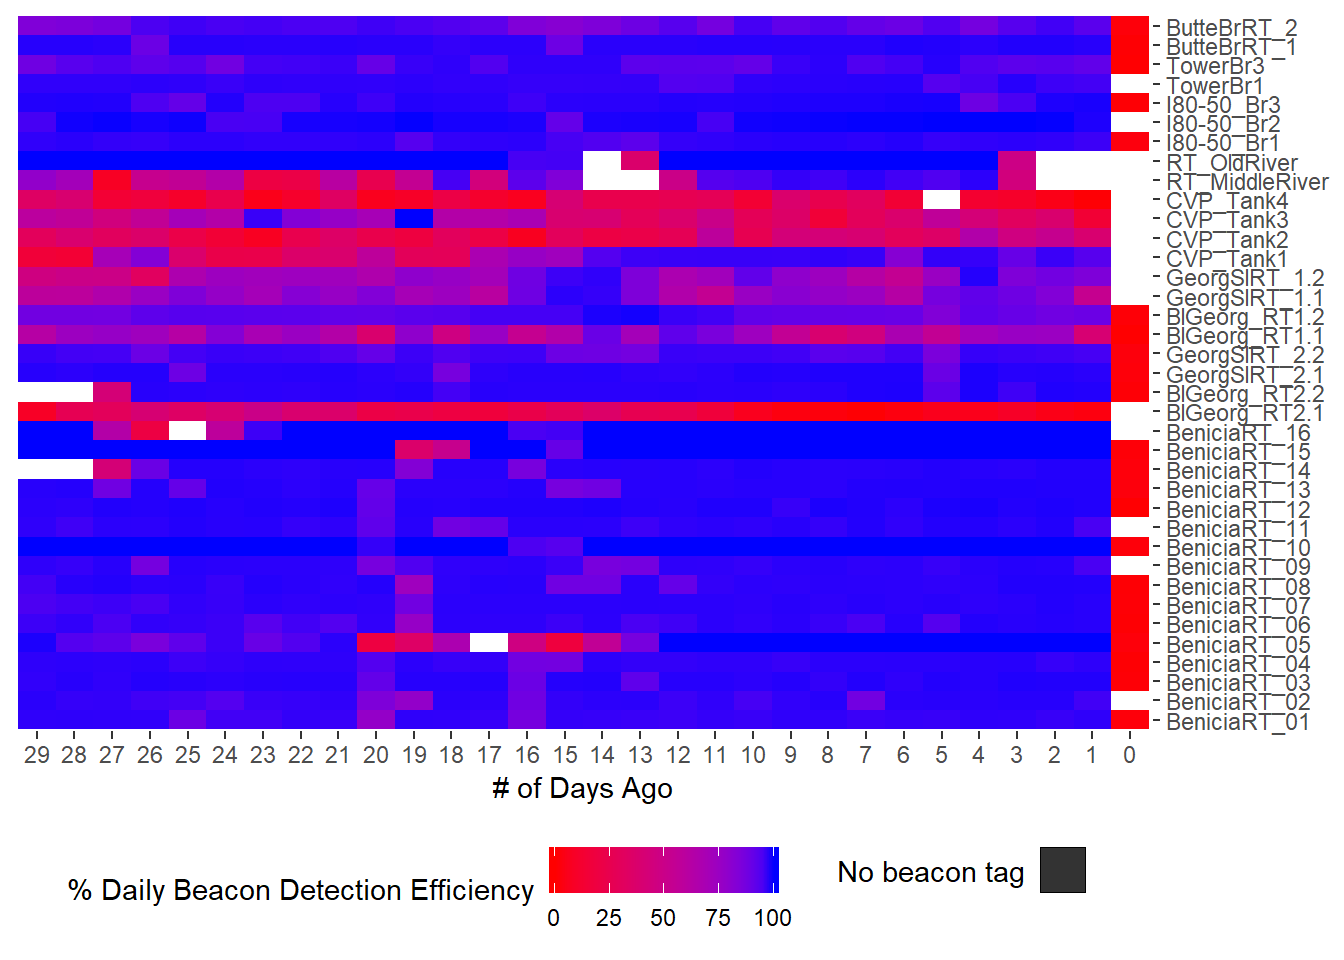 ButteBrRT_2
ButteBrRT_1
TowerBr3
TowerBr1
I80-50_Br3
I80-50_Br2
I80-50_Br1
RT_OldRiver
RT_MiddleRiver
CVP_Tank4
CVP_Tank3
CVP_Tank2
CVP_Tank1
GeorgSlRT_1.2
GeorgSlRT_1.1
BlGeorg_RT1.2
BlGeorg_RT1.1
GeorgSlRT_2.2
GeorgSlRT_2.1
BlGeorg_RT2.2
BlGeorg_RT2.1
BeniciaRT_16
BeniciaRT_15
BeniciaRT_14
BeniciaRT_13
BeniciaRT_12
BeniciaRT_11
BeniciaRT_10
BeniciaRT_09
BeniciaRT_08
BeniciaRT_07
BeniciaRT_06
BeniciaRT_05
BeniciaRT_04
BeniciaRT_03
BeniciaRT_02
BeniciaRT_01
29 28 27 26 25 24 23 22 21 20 19 18 17 16 15 14 13 12 11 10 9 8 7 6 5 4 3 2 1 0
# of Days Ago
% Daily Beacon Detection Efficiency
0 25 50 75 100
No beacon tag